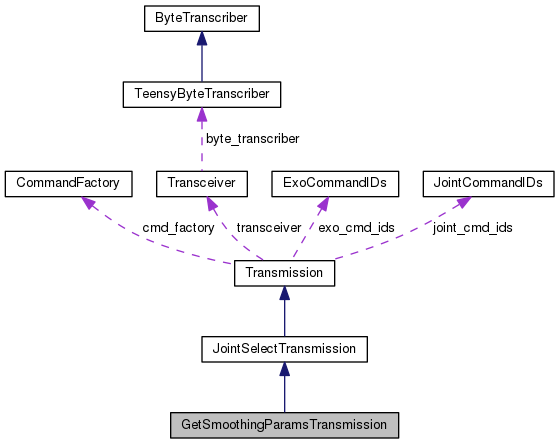 ByteTranscriber
TeensyByteTranscriber
byte_transcriber
CommandFactory
Transceiver
ExoCommandIDs
JointCommandIDs
cmd_factory
transceiver
exo_cmd_ids
joint_cmd_ids
Transmission
JointSelectTransmission
GetSmoothingParamsTransmission